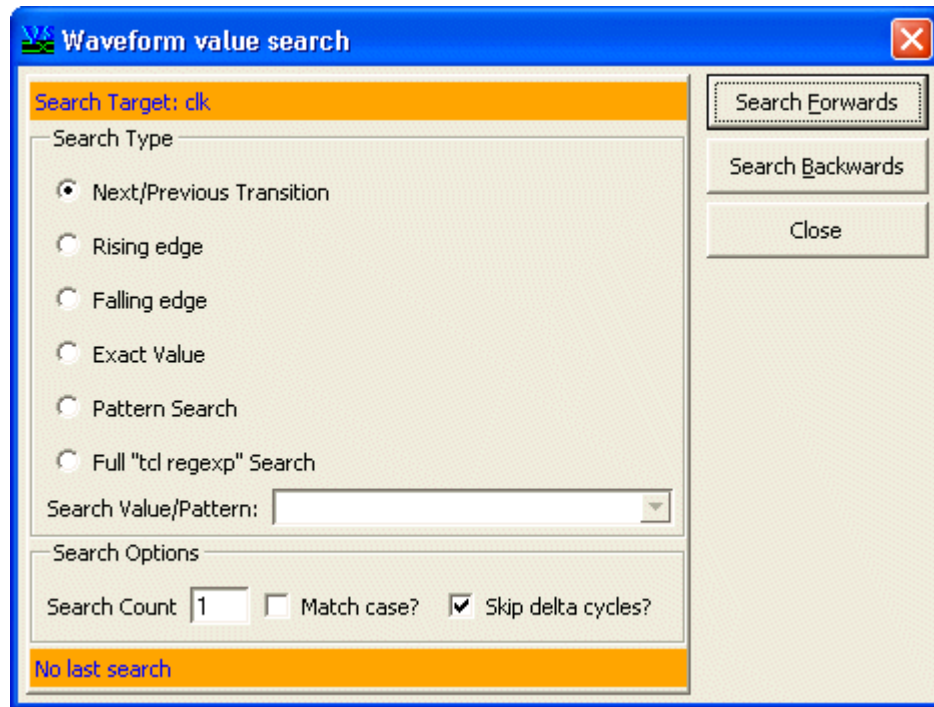 Waveform value search
Search Target: clk
Search Type
Next/Previous Transition
Rising edge
Falling edge
Exact Value
Pattern Search
Full "tcl regexp" Search
Search Value/Pattern:
Search Options
Search Count 1 Match case? Skip delta cycles?
No last search
Search Forwards
Search Backwards
Close